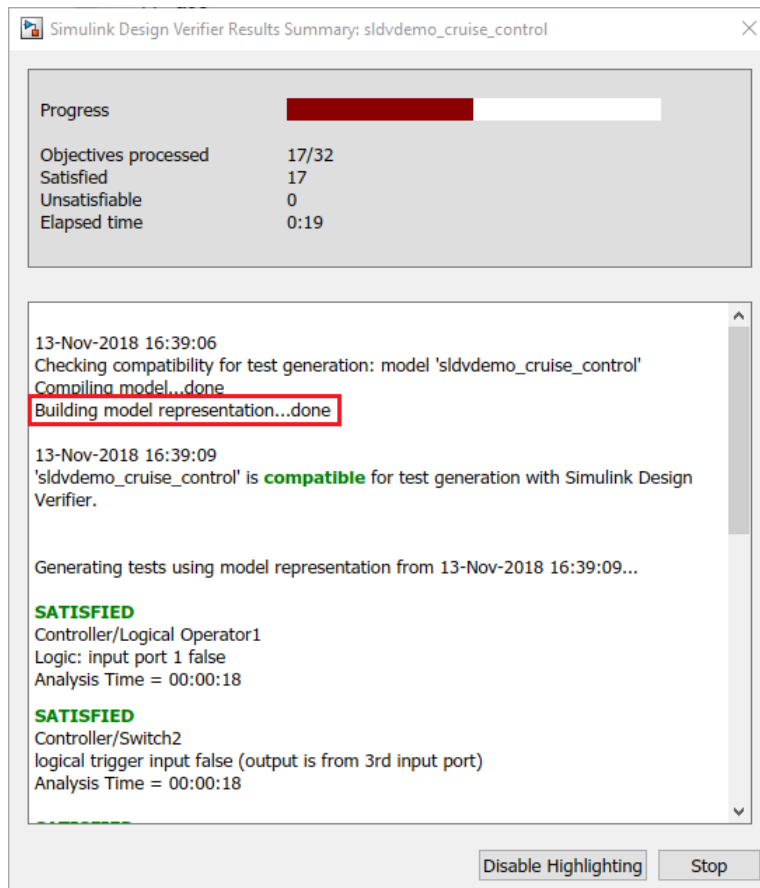 Simulink Design Verifier Results Summary: sldvdemo_cruise_control
Progress
Objectives processed 17/32
Satisfied 17
Unsatisfiable 0
Elapsed time 0:19
13-Nov-2018 16:39:06
Checking compatibility for test generation: model 'sldvdemo_cruise_control'
Compiling model...done
Building model representation...done
13-Nov-2018 16:39:09
'sldvdemo_cruise_control' is compatible for test generation with Simulink Design
Verifier.
Generating tests using model representation from 13-Nov-2018 16:39:09...
SATISFIED
Controller/Logical Operator1
Logic: input port 1 false
Analysis Time = 00:00:18
SATISFIED
Controller/Switch2
logical trigger input false (output is from 3rd input port)
Analysis Time = 00:00:18
Disable Highlighting Stop